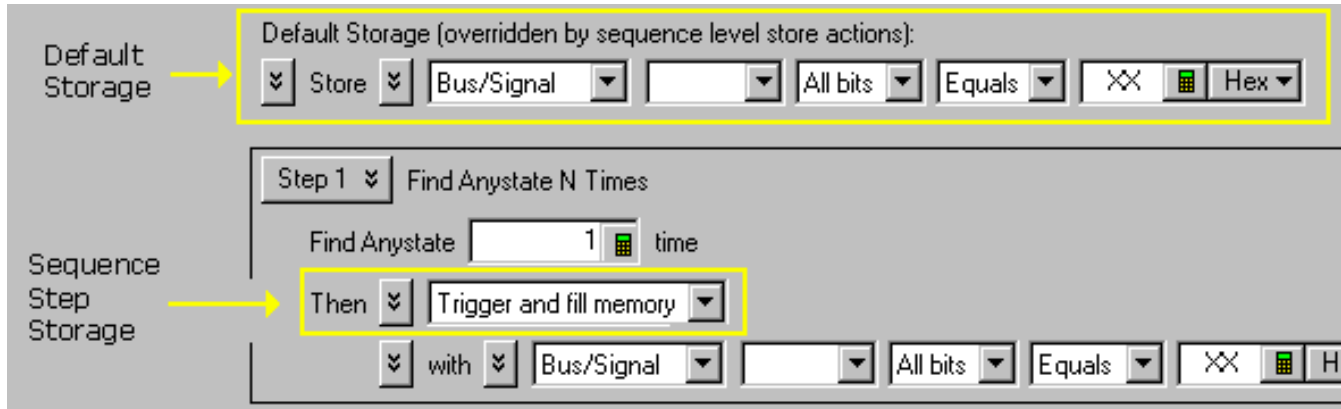 Default Storage (overridden by sequence level store actions):
Default
Storage
Store Bus/Signal All bits Equals XX Hex
Step 1 Find Anystate N Times
Find Anystate 1 time
Sequence
Step
Storage
Then Trigger and fill memory
with Bus/Signal All bits Equals XX H